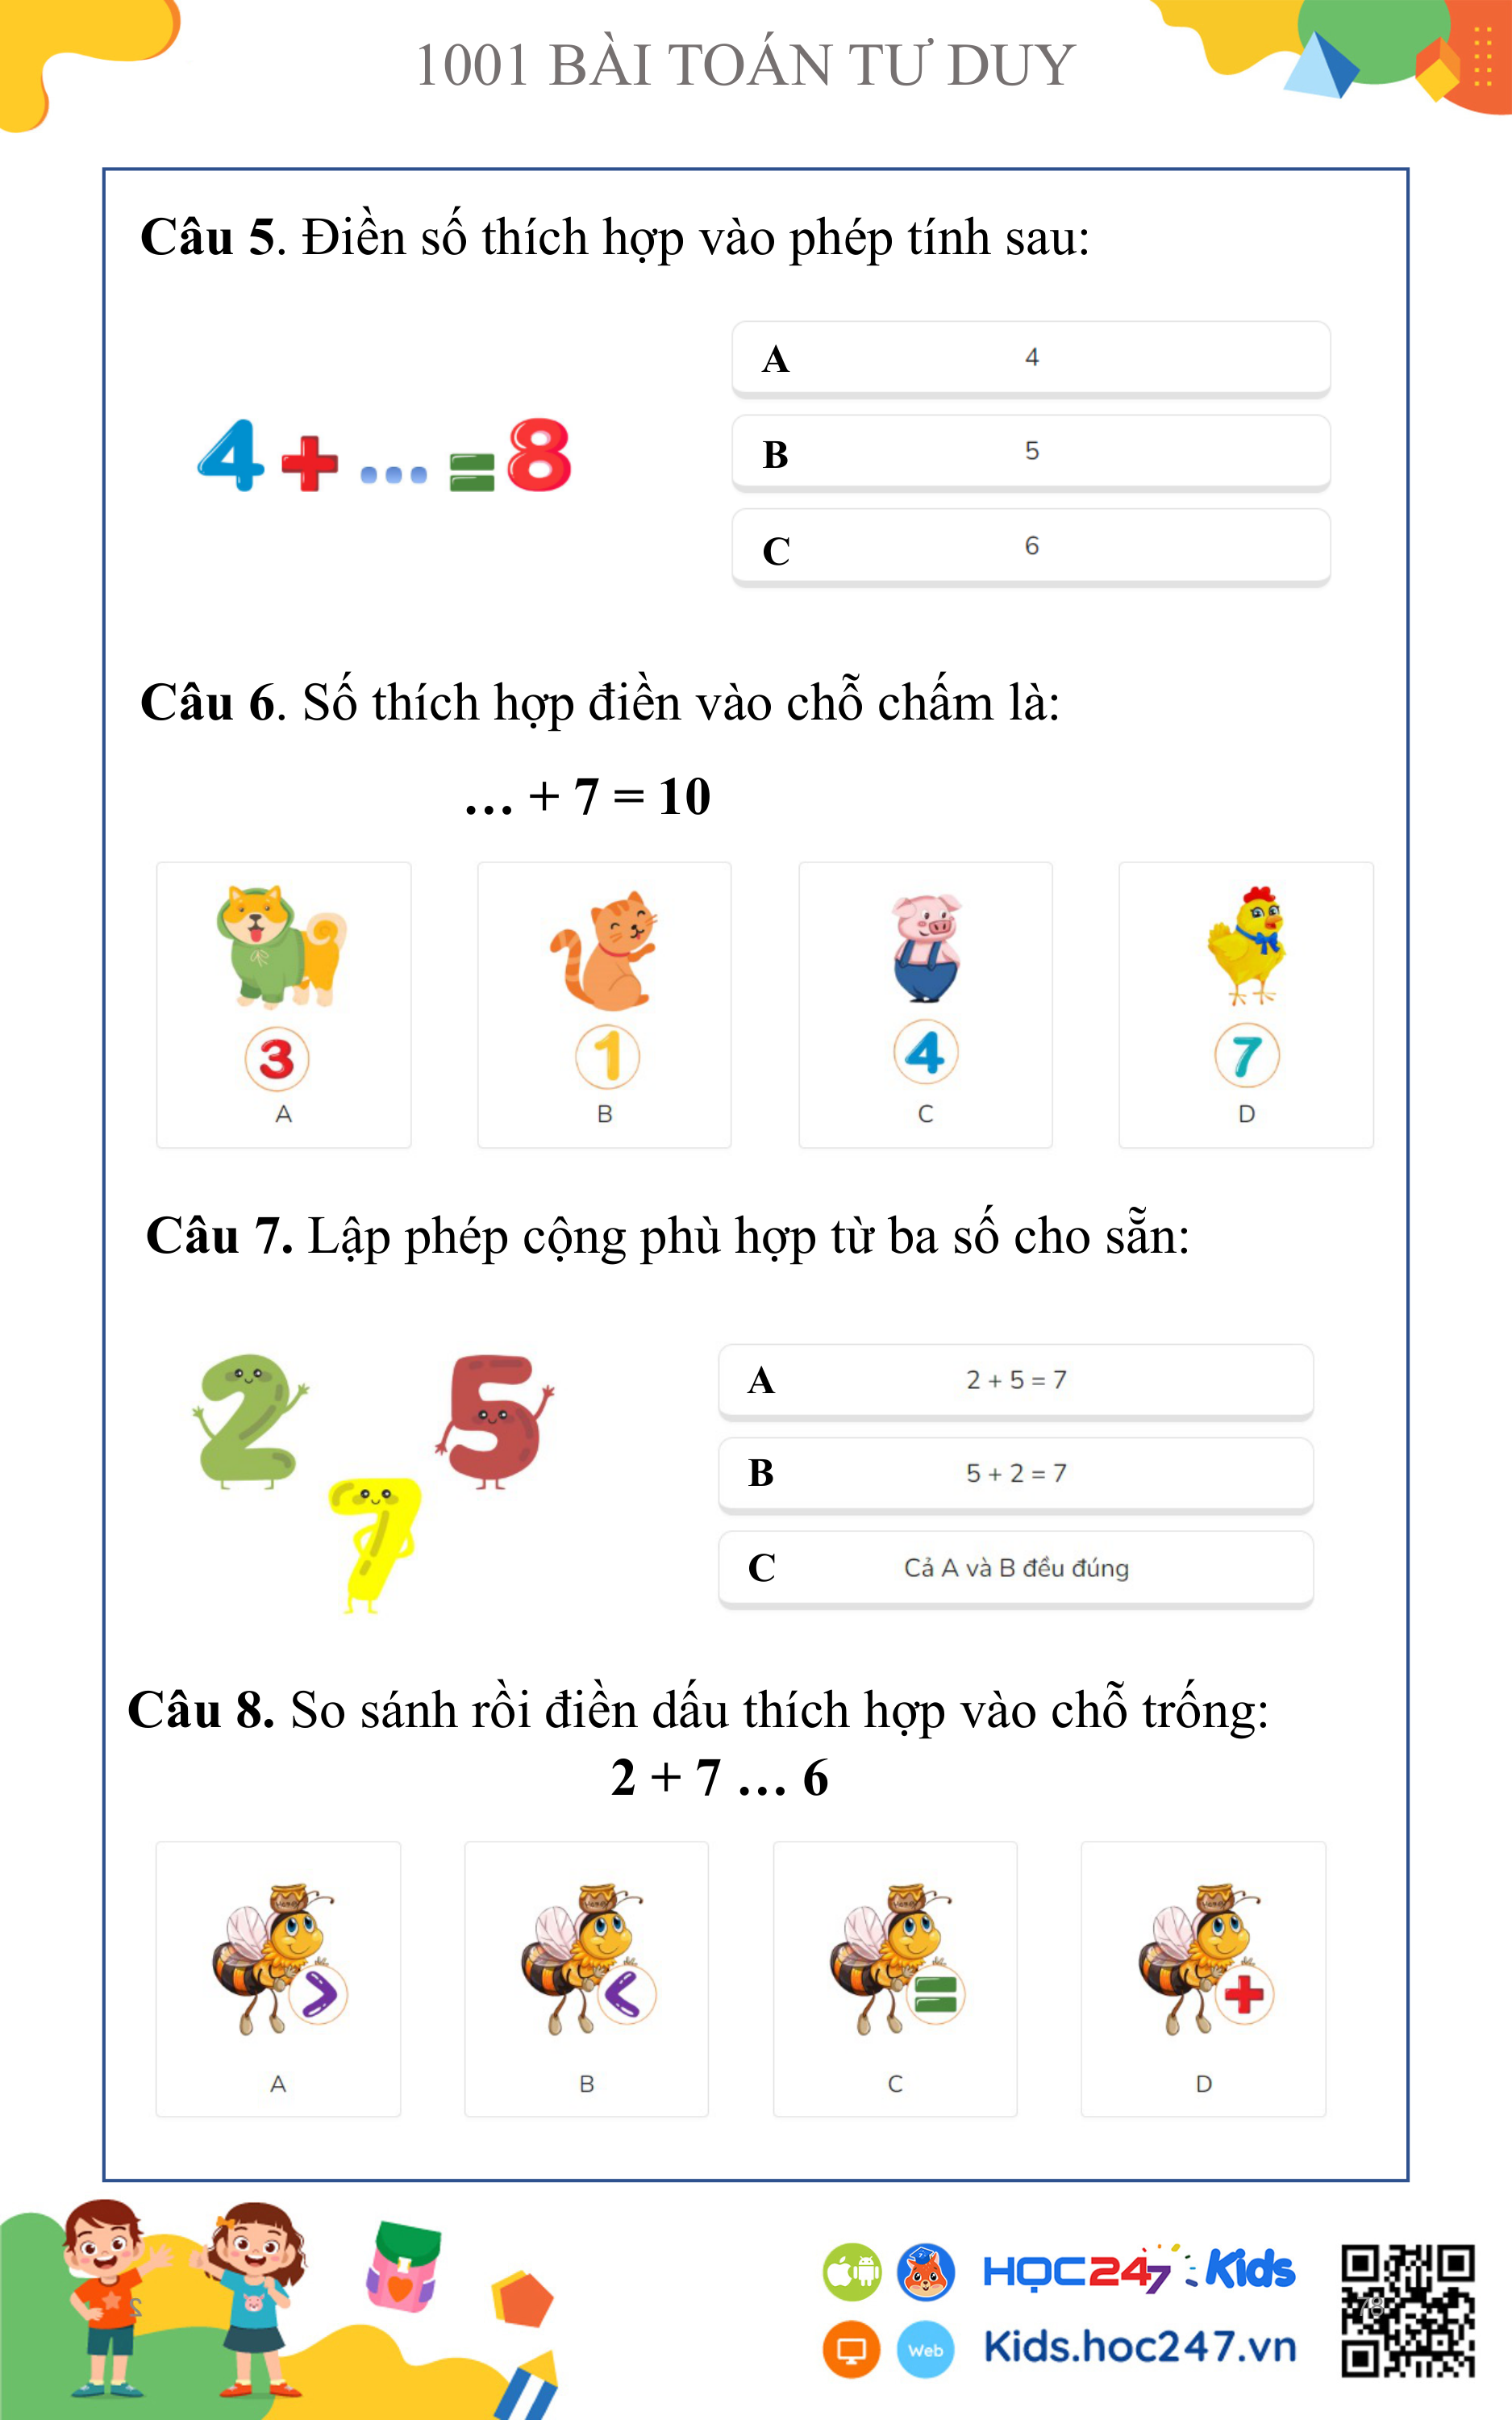 1001 BÀI TOÁN TƯ DUY
Câu 5. Điền số thích hợp vào phép tính sau:
4 + ... = 8
A 4
B 5
C 6
Câu 6. Số thích hợp điền vào chỗ chấm là:
... + 7 = 10
3 1 4 7
A B C D
Câu 7. Lập phép cộng phù hợp từ ba số cho sẵn:
2 5
7
A 2 + 5 = 7
B 5 + 2 = 7
C Cả A và B đều đúng
Câu 8. So sánh rồi điền dấu thích hợp vào chỗ trống:
2 + 7 ... 6
> < = +
A B C D
HỌC247 Kids
Web Kids.hoc247.vn
78
2